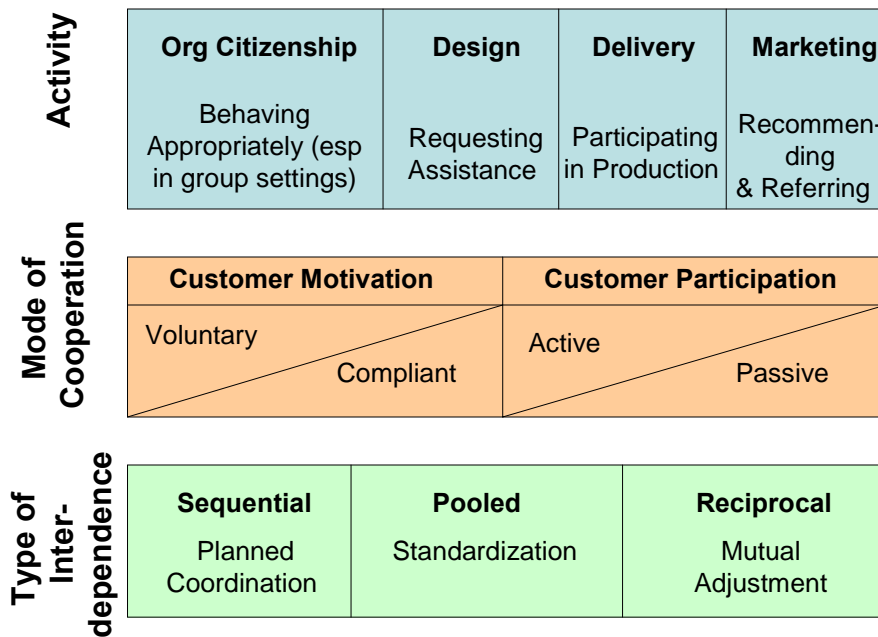 Activity
Org Citizenship
Behaving
Appropriately (esp
in group settings)
Design
Requesting
Assistance
Delivery
Participating
in Production
Marketing
Recommen-
ding
& Referring
Mode of
Cooperation
Customer Motivation
Voluntary
Compliant
Customer Participation
Active
Passive
Type of
Inter-
dependence
Sequential
Planned
Coordination
Pooled
Standardization
Reciprocal
Mutual
Adjustment